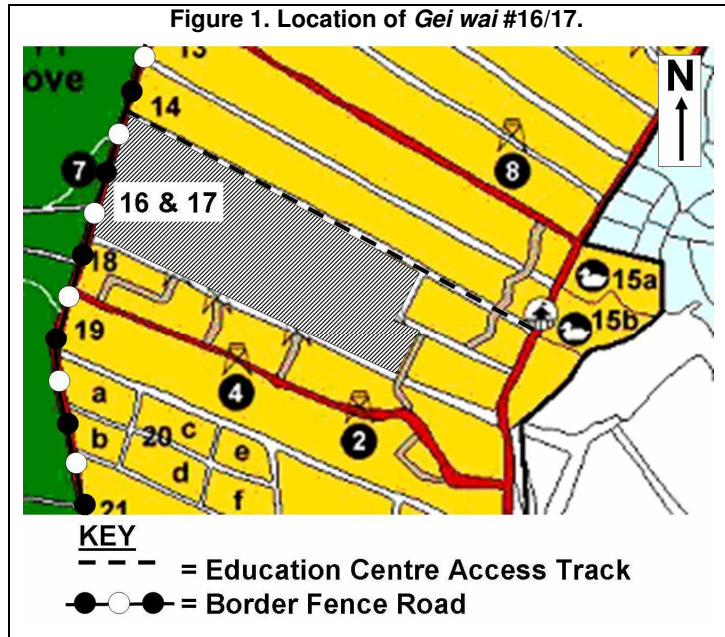 Figure 1. Location of Gei wai #16/17.
ove
13
14
N
8
7
16 & 17
15a
18
15b
19
4
a
2
b
20
c
e
d
f
21
KEY
= Education Centre Access Track
= Border Fence Road